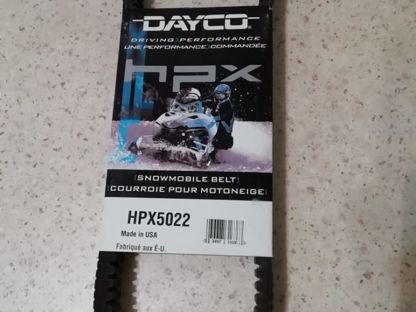 DAYCO
DRIVING PERFORMANCE
UNE PERFORMANCE COMMANDÉE
hpx
[SNOWMOBILE BELT]
[COURROIE POUR MOTONEIGE]
HPX5022
Made in USA
Fabriqué aux É-U.